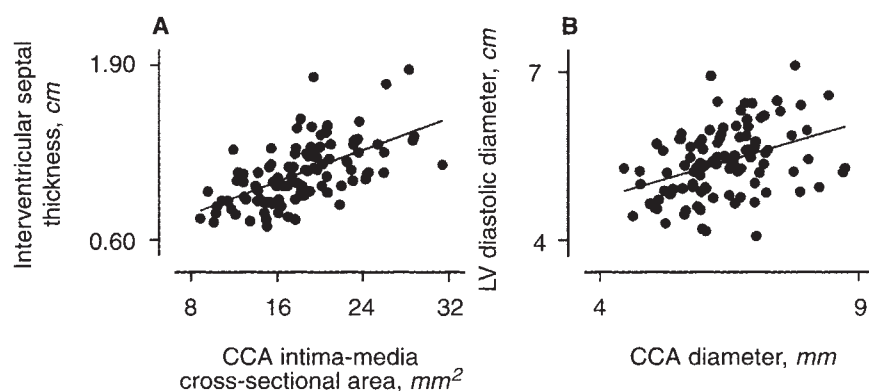 A
Interventricular septal
thickness, cm
1.90
0.60
8 16 24 32
CCA intima-media
cross-sectional area, mm²
B
LV diastolic diameter, cm
7
4
4 9
CCA diameter, mm